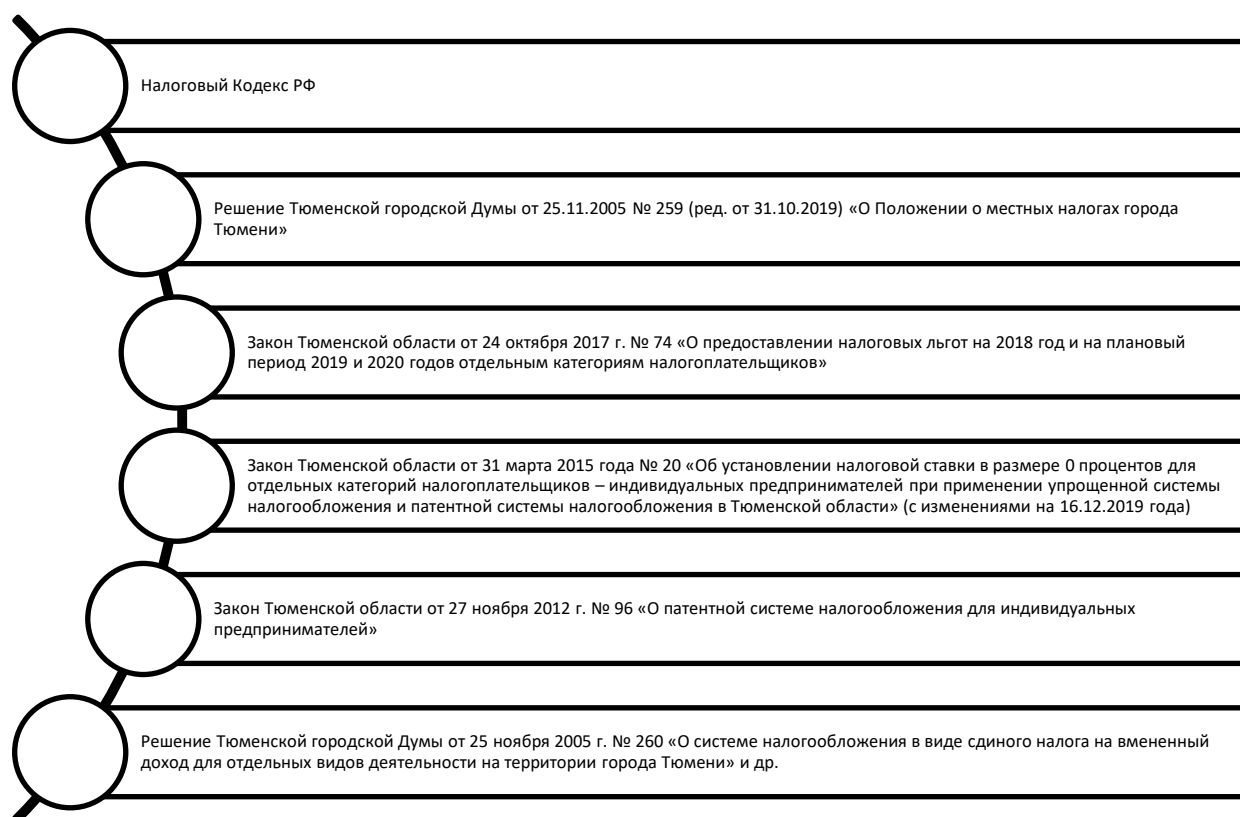 Налоговый Кодекс РФ
Решение Тюменской городской Думы от 25.11.2005 № 259 (ред. от 31.10.2019) «О Положении о местных налогах города
Тюмени»
Закон Тюменской области от 24 октября 2017 г. № 74 «О предоставлении налоговых льгот на 2018 год и на плановый
период 2019 и 2020 годов отдельным категориям налогоплательщиков»
Закон Тюменской области от 31 марта 2015 года № 20 «Об установлении налоговой ставки в размере 0 процентов для
отдельных категорий налогоплательщиков – индивидуальных предпринимателей при применении упрощенной системы
налогообложения и патентной системы налогообложения в Тюменской области» (с изменениями на 16.12.2019 года)
Закон Тюменской области от 27 ноября 2012 г. № 96 «О патентной системе налогообложения для индивидуальных
предпринимателей»
Решение Тюменской городской Думы от 25 ноября 2005 г. № 260 «О системе налогообложения в виде сдиного налога на вмененный
доход для отдельных видов деятельности на территории города Тюмени» и др.